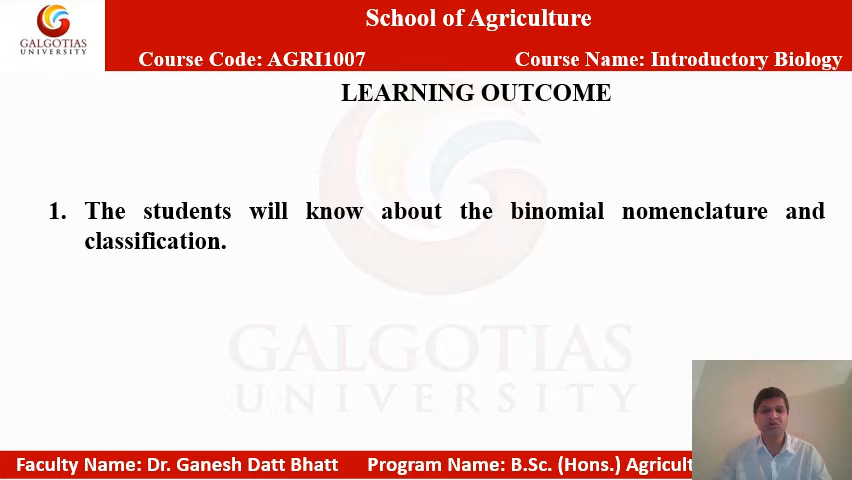 School of Agriculture
GALGOTIAS
UNIVERSITY
Course Code: AGRI1007 Course Name: Introductory Biology
LEARNING OUTCOME
1. The students will know about the binomial nomenclature and
classification.
GALGOTIAS
UNIVERSITY
Faculty Name: Dr. Ganesh Datt Bhatt Program Name: B.Sc. (Hons.) Agricult